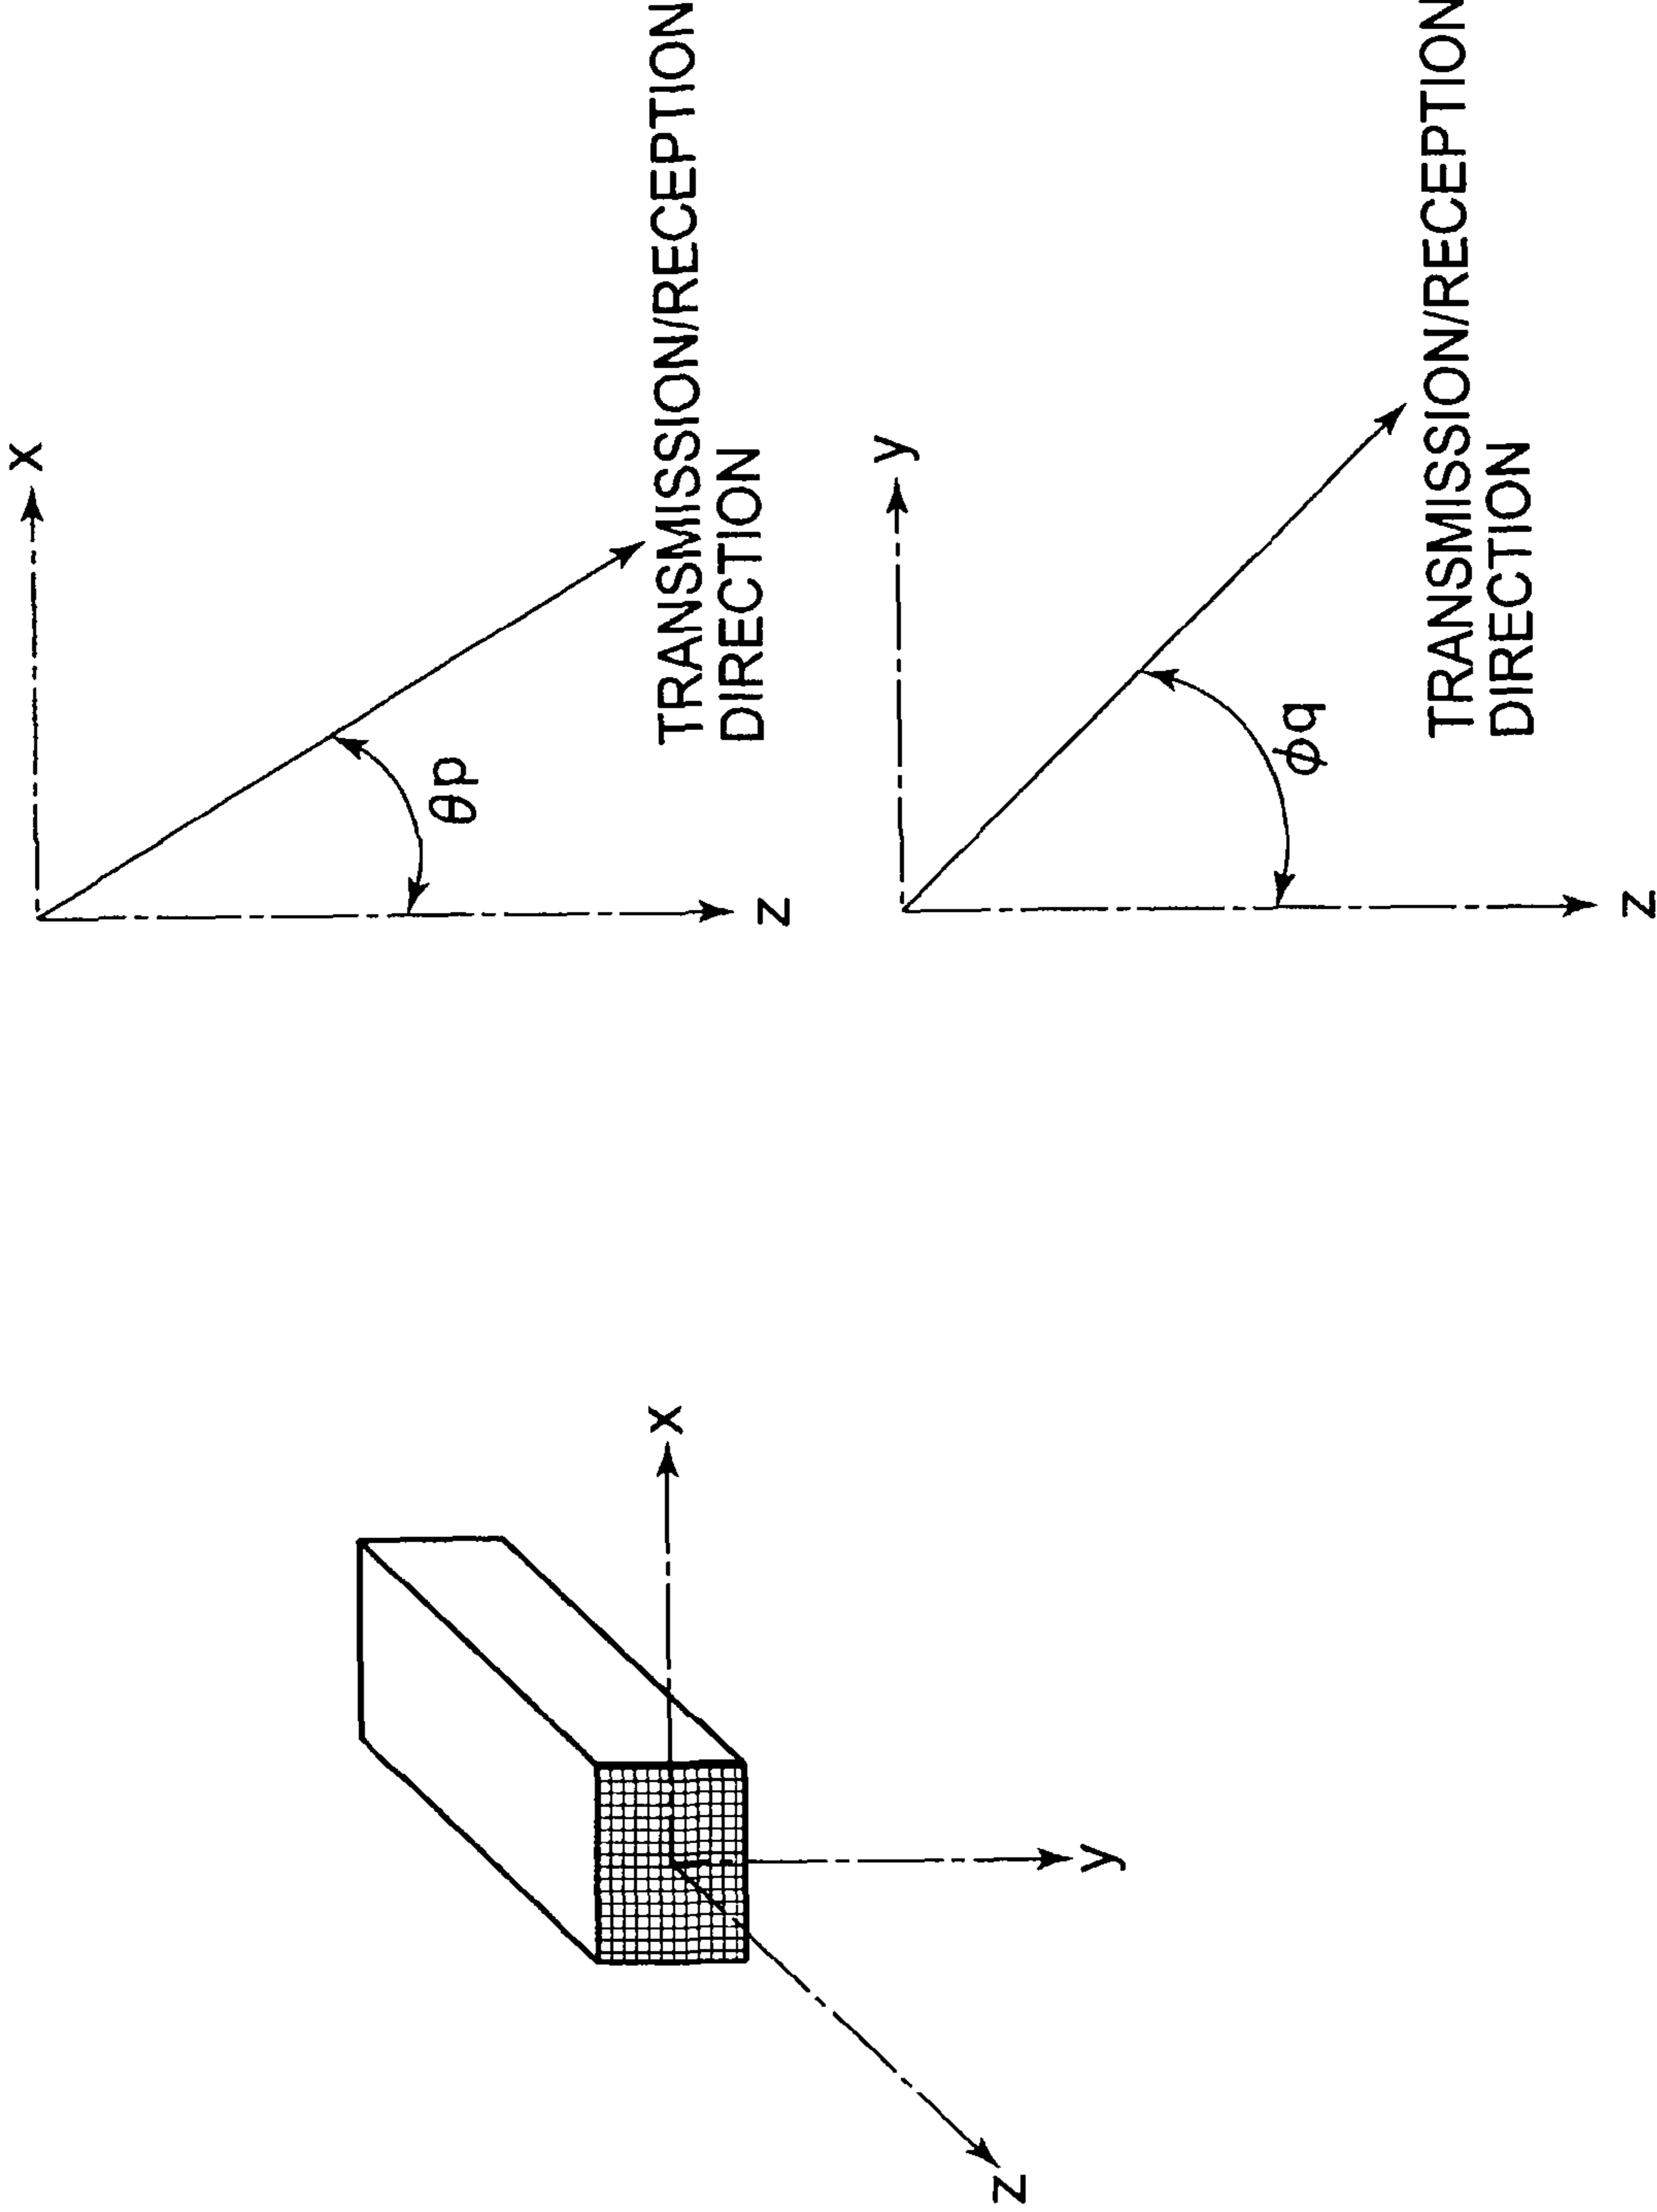 x
z
y
x
θp
TRANSMISSION/RECEPTION
DIRECTION
z
y
ϕq
TRANSMISSION/RECEPTION
DIRECTION
z